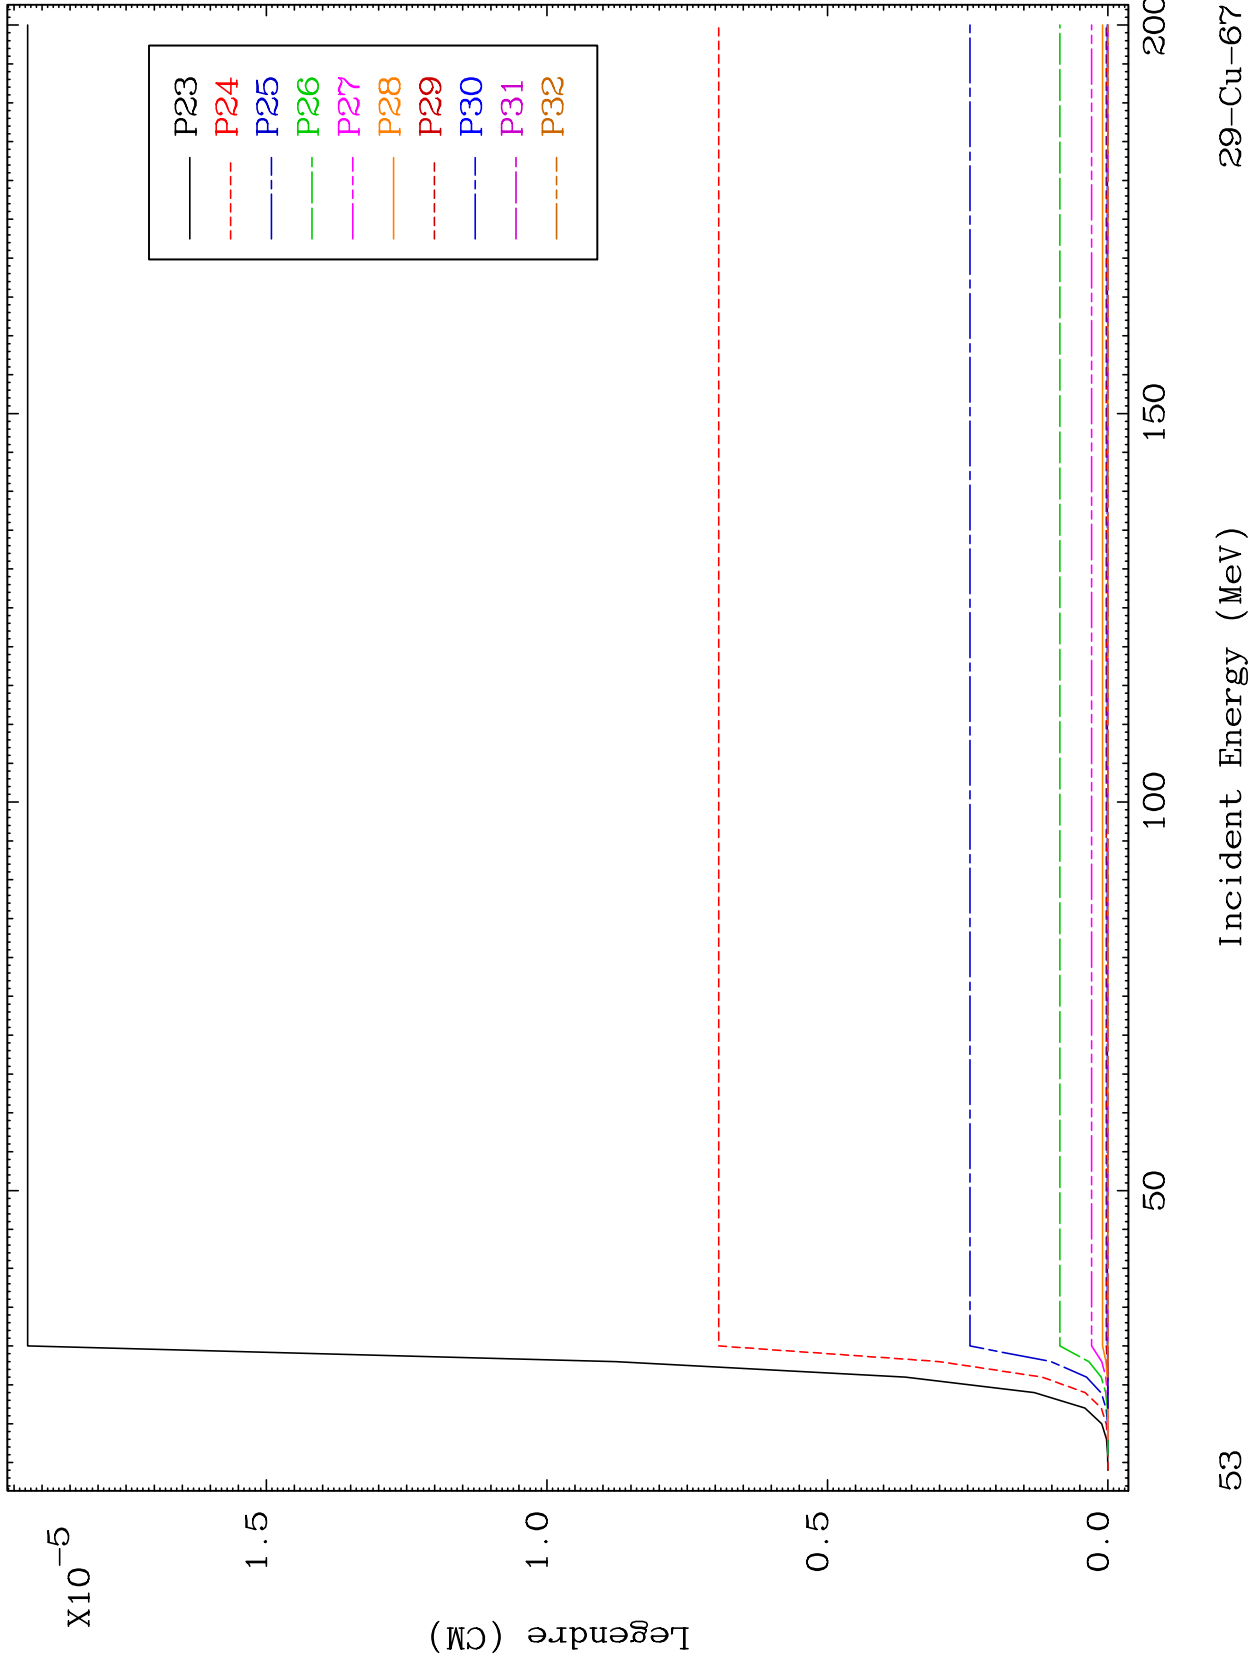 X10-5
1.5
1.0
0.5
0.0
Legendre (CM)
P23
P24
P25
P26
P27
P28
P29
P30
P31
P32
50
100
150
200
Incident Energy (MeV)
53
29-Cu-67